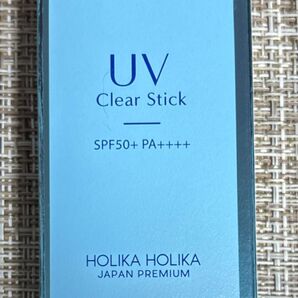 UV
Clear Stick
SPF50+ PA++++
HOLIKA HOLIKA
JAPAN PREMIUM